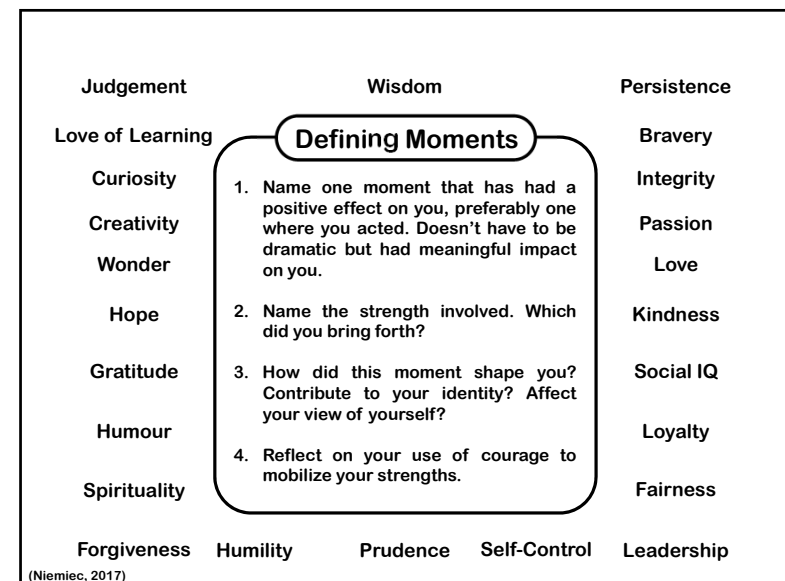 Judgement Wisdom Persistence
Love of Learning Defining Moments Bravery
Curiosity Integrity
Creativity Passion
Wonder Love
Hope Kindness
Gratitude Social IQ
Humour Loyalty
Spirituality Fairness
1. Name one moment that has had a
positive effect on you, preferably one
where you acted. Doesn't have to be
dramatic but had meaningful impact
on you.
2. Name the strength involved. Which
did you bring forth?
3. How did this moment shape you?
Contribute to your identity? Affect
your view of yourself?
4. Reflect on your use of courage to
mobilize your strengths.
Forgiveness Humility Prudence Self-Control Leadership
(Niemiec, 2017)